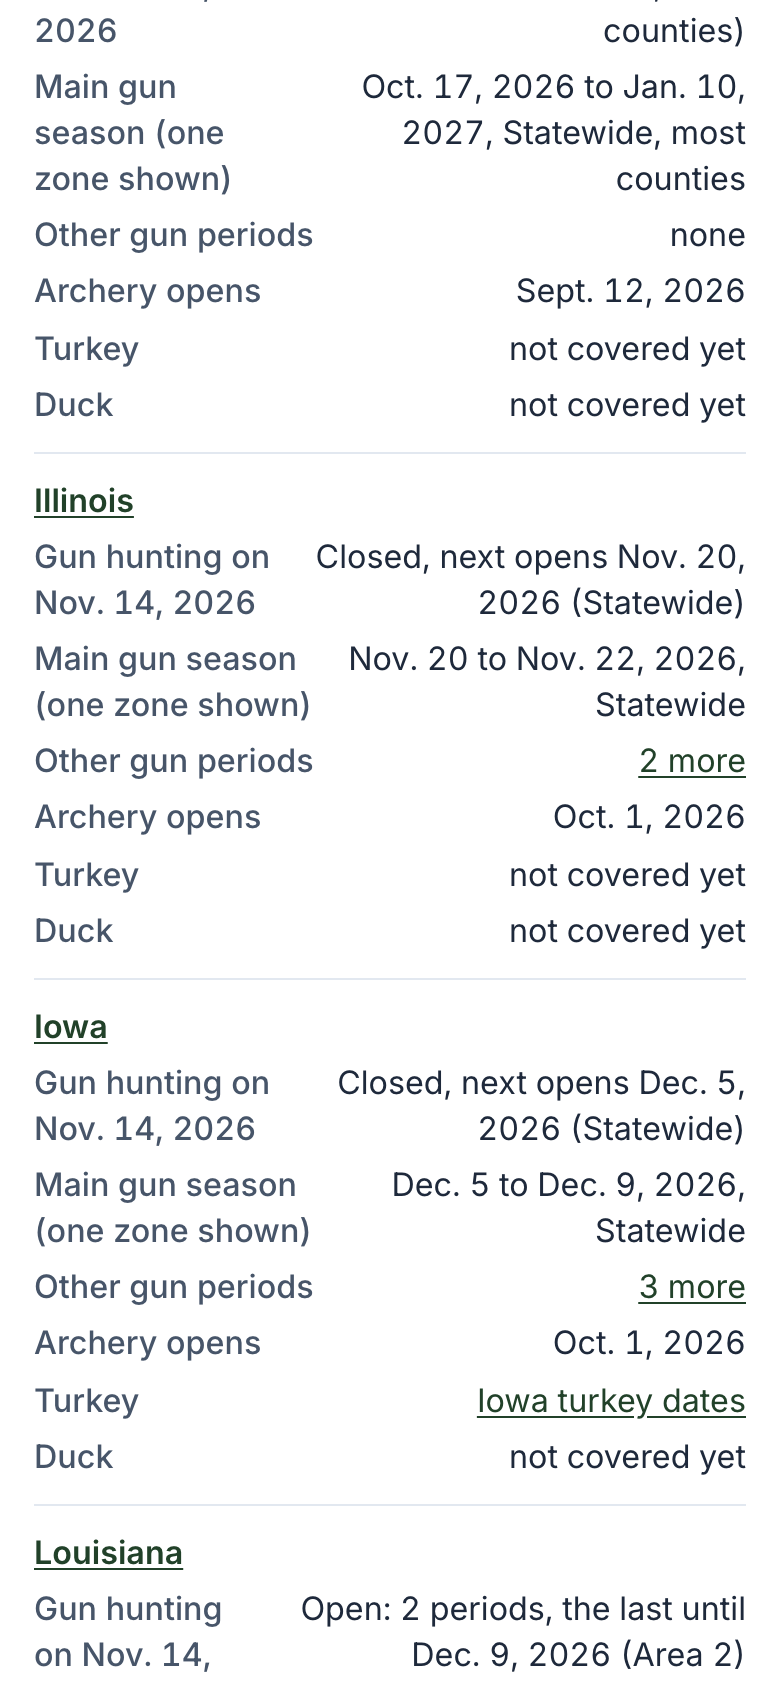 2026 counties)
Main gun Oct. 17, 2026 to Jan. 10,
season (one 2027, Statewide, most
zone shown) counties
Other gun periods none
Archery opens Sept. 12, 2026
Turkey not covered yet
Duck not covered yet
Illinois
Gun hunting on Closed, next opens Nov. 20,
Nov. 14, 2026 2026 (Statewide)
Main gun season Nov. 20 to Nov. 22, 2026,
(one zone shown) Statewide
Other gun periods 2 more
Archery opens Oct. 1, 2026
Turkey not covered yet
Duck not covered yet
Iowa
Gun hunting on Closed, next opens Dec. 5,
Nov. 14, 2026 2026 (Statewide)
Main gun season Dec. 5 to Dec. 9, 2026,
(one zone shown) Statewide
Other gun periods 3 more
Archery opens Oct. 1, 2026
Turkey Iowa turkey dates
Duck not covered yet
Louisiana
Gun hunting Open: 2 periods, the last until
on Nov. 14, Dec. 9, 2026 (Area 2)